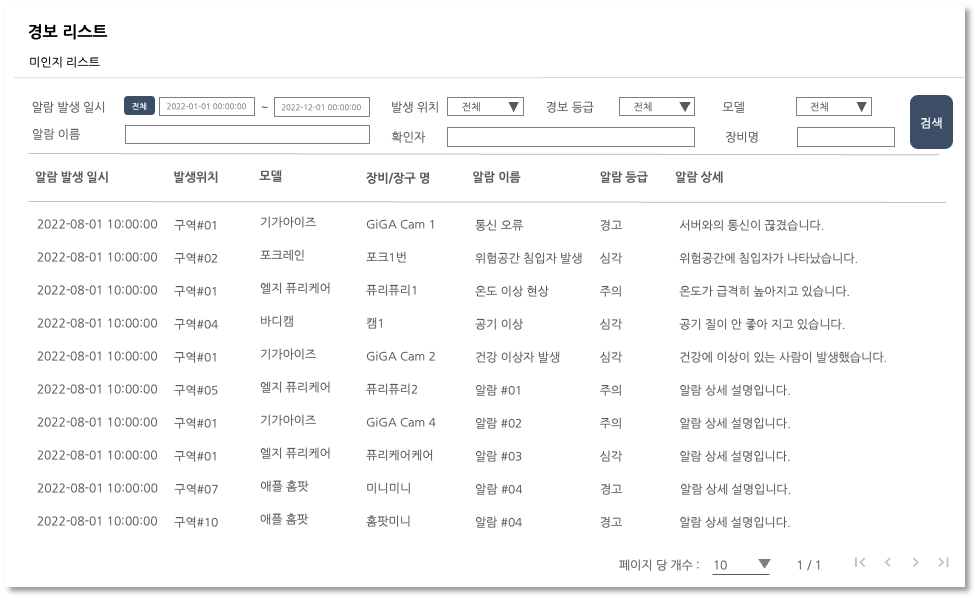 경보 리스트
미인지 리스트
알람 발생 일시 전체 2022-01-01 00:00:00 ~ 2022-12-01 00:00:00 발생 위치 전체 경보 등급 전체 모델 전체 검색
알람 이름 확인자 장비명
알람 발생 일시 발생위치 모델 장비/장구 명 알람 이름 알람 등급 알람 상세
2022-08-01 10:00:00 구역#01 기가아이즈 GiGA Cam 1 통신 오류 경고 서버와의 통신이 끊겼습니다.
2022-08-01 10:00:00 구역#02 포크레인 포크1번 위험공간 침입자 발생 심각 위험공간에 침입자가 나타났습니다.
2022-08-01 10:00:00 구역#01 엘지 퓨리케어 퓨리퓨리1 온도 이상 현상 주의 온도가 급격히 높아지고 있습니다.
2022-08-01 10:00:00 구역#04 바디캠 캠1 공기 이상 심각 공기 질이 안 좋아 지고 있습니다.
2022-08-01 10:00:00 구역#01 기가아이즈 GiGA Cam 2 건강 이상자 발생 심각 건강에 이상이 있는 사람이 발생했습니다.
2022-08-01 10:00:00 구역#05 엘지 퓨리케어 퓨리퓨리2 알람 #01 주의 알람 상세 설명입니다.
2022-08-01 10:00:00 구역#01 기가아이즈 GiGA Cam 4 알람 #02 주의 알람 상세 설명입니다.
2022-08-01 10:00:00 구역#01 엘지 퓨리케어 퓨리케어케어 알람 #03 심각 알람 상세 설명입니다.
2022-08-01 10:00:00 구역#07 애플 홈팟 미니미니 알람 #04 경고 알람 상세 설명입니다.
2022-08-01 10:00:00 구역#10 애플 홈팟 홈팟미니 알람 #04 경고 알람 상세 설명입니다.
페이지 당 개수 : 10 1 / 1